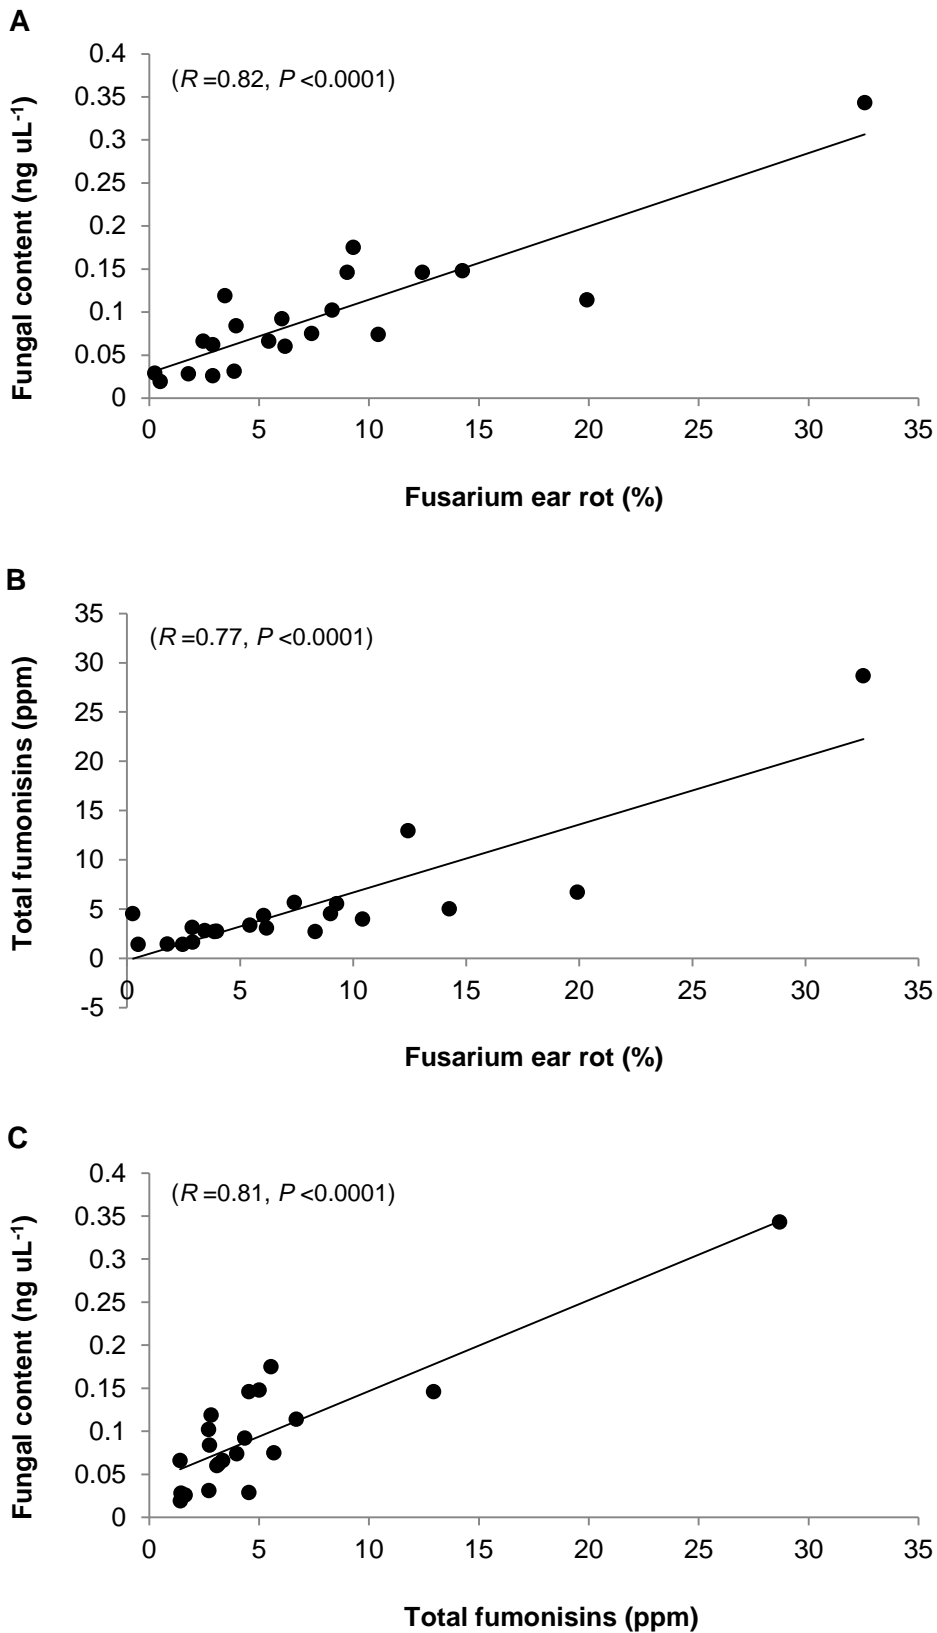 A
(R=0.82, P<0.0001)
Fungal content (ng uL-1)
0.4
0.35
0.3
0.25
0.2
0.15
0.1
0.05
0
0 5 10 15 20 25 30 35
Fusarium ear rot (%)
B
(R=0.77, P<0.0001)
Total fumonisins (ppm)
35
30
25
20
15
10
5
0
-5
0 5 10 15 20 25 30 35
Fusarium ear rot (%)
C
(R=0.81, P<0.0001)
Fungal content (ng uL-1)
0.4
0.35
0.3
0.25
0.2
0.15
0.1
0.05
0
0 5 10 15 20 25 30 35
Total fumonisins (ppm)